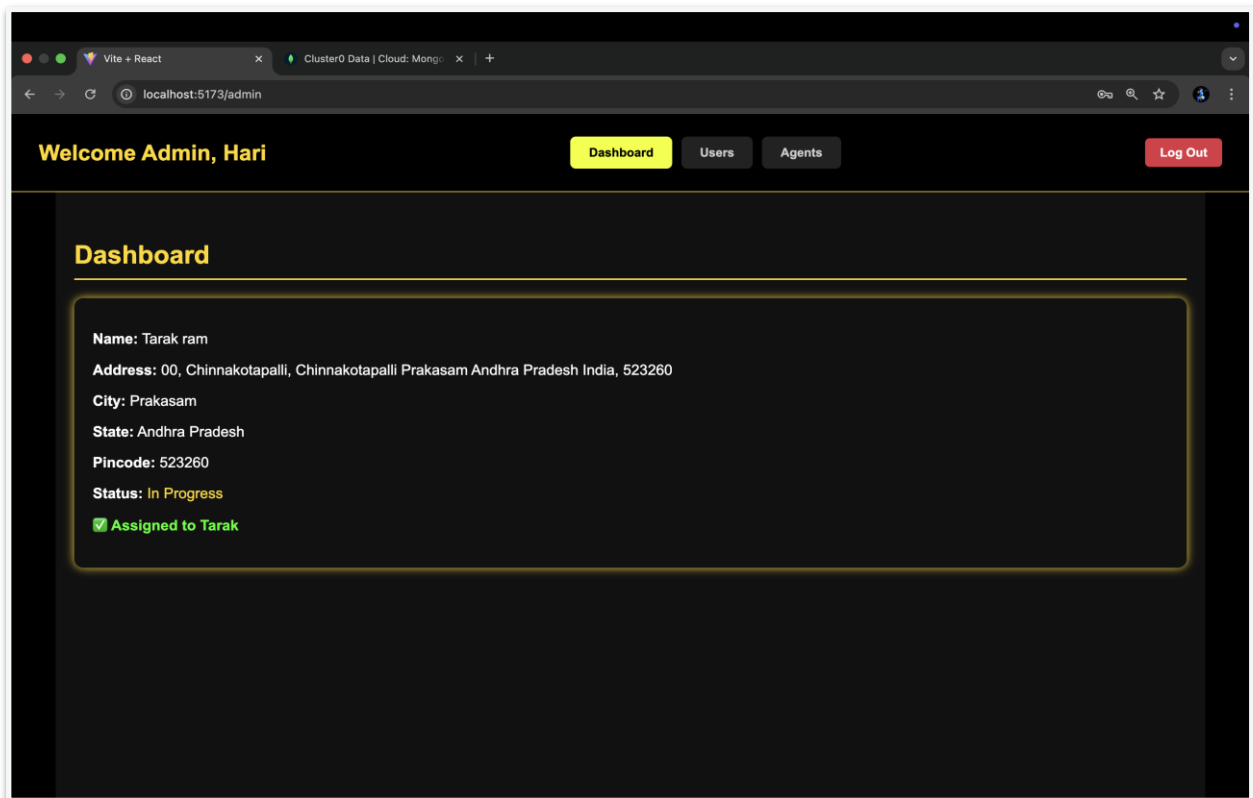 Vite + React
Cluster0 Data | Cloud: Mongo
localhost:5173/admin
Welcome Admin, Hari
Dashboard
Users
Agents
Log Out
Dashboard
Name: Tarak ram
Address: 00, Chinnakotapalli, Chinnakotapalli Prakasam Andhra Pradesh India, 523260
City: Prakasam
State: Andhra Pradesh
Pincode: 523260
Status: In Progress
✅ Assigned to Tarak